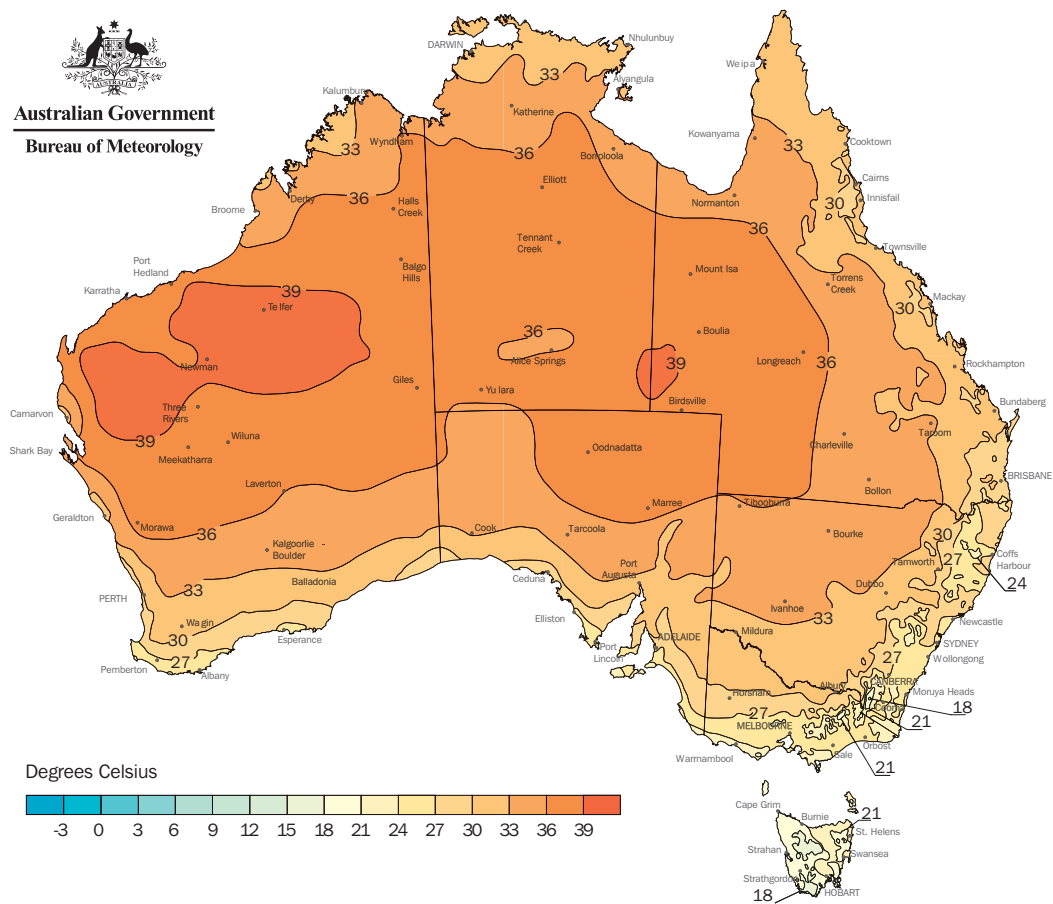 AUSTRALIA
Australian Government
Bureau of Meteorology
DARWIN
Nhulunbuy
33
Alyangula
Weipa
Kalumburu
Katherine
Kowanyama
33
Cooktown
33
Wyndham
36
Borroloola
Cairns
Innisfail
30
Derby
36
Halls
Creek
Elliott
Normanton
Broome
36
Tennant
Creek
Townsville
Port
Hedland
Balgo
Hills
Mount Isa
Torrens
Creek
Karratha
39
Telfer
Mackay
30
36
Boulia
Newman
Alice Springs
39
Longreach
36
Rockhampton
Giles
Yulara
Birdsville
Bundaberg
Carnarvon
Three
Rivers
39
Wiluna
Taroom
Shark Bay
Meekatharra
Oodnadatta
Charleville
BRISBANE
Laverton
Bollon
Marree
Tibooburra
Geraldton
Morawa
36
Cook
Tarcoola
Bourke
30
Kalgoorlie -
Boulder
Port
Augusta
Tamworth
27
Coffs
Harbour
24
Balladonia
Ceduna
Dubbo
PERTH
33
Ivanhoe
33
Wagin
Elliston
Mildura
Newcastle
30
Esperance
ADELAIDE
SYDNEY
Port
Lincoln
27
Wollongong
Pemberton
27
Albany
Horsham
Albury
CANBERRA
Moruya Heads
27
Cooma
18
21
MELBOURNE
Orbost
Warrnambool
Sale
21
Degrees Celsius
-3 0 3 6 9 12 15 18 21 24 27 30 33 36 39
Cape Grim
Burnie
21
St. Helens
Strahan
Swansea
Strathgordon
18
HOBART